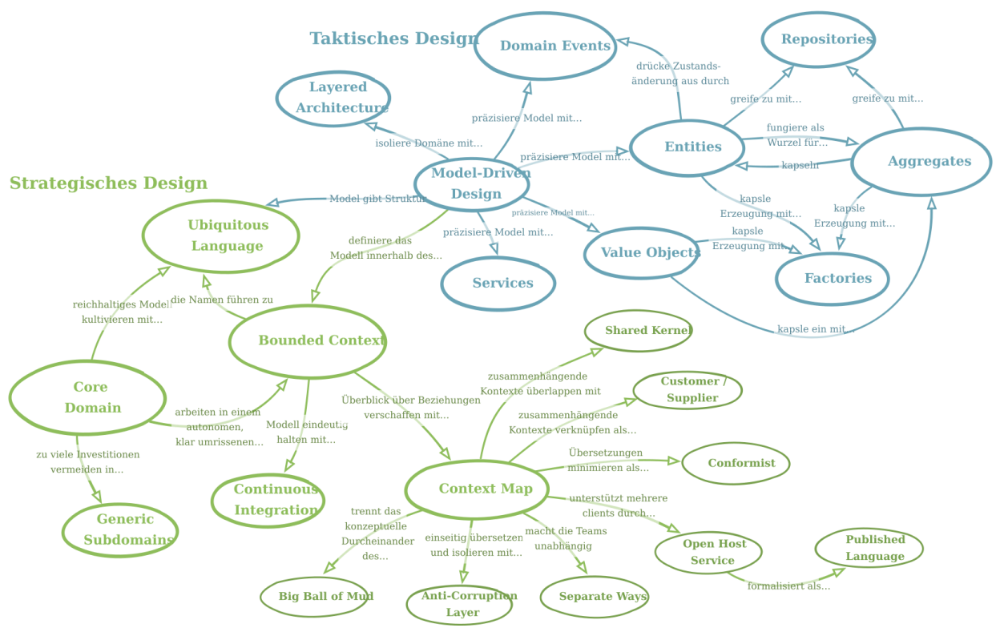 Taktisches Design
Domain Events
Repositories
drücke Zustands-
änderung aus durch
Layered
Architecture
greife zu mit…
greife zu mit…
präzisiere Model mit…
fungiere als
Wurzel für…
isoliere Domäne mit…
Entities
präzisiere Model mit…
kapseln
Aggregates
Model-Driven
Design
Strategisches Design
Model gibt Struktur
kapsle
Erzeugung mit…
kapsle
Erzeugung mit…
präzisiere Model mit…
Ubiquitous
Language
präzisiere Model mit…
kapsle
Erzeugung mit…
definiere das
Modell innerhalb des…
Value Objects
Services
Factories
reichhaltiges Modell
kultivieren mit…
die Namen führen zu
kapsle ein mit…
Shared Kernel
Bounded Context
zusammenhängende
Kontexte überlappen mit
Customer /
Supplier
Core
Domain
Überblick über Beziehungen
verschaffen mit…
arbeiten in einem
autonomen,
klar umrissenen…
Modell eindeutig
halten mit…
zusammenhängende
Kontexte verknüpfen als…
zu viele Investitionen
vermeiden in…
Übersetzungen
minimieren als…
Conformist
Continuous
Integration
Context Map
unterstützt mehrere
clients durch…
Generic
Subdomains
trennt das
konzeptuelle
Durcheinander
des…
einseitig übersetzen
und isolieren mit…
macht die Teams
unabhängig
Open Host
Service
Published
Language
formalisiert als…
Big Ball of Mud
Anti-Corruption
Layer
Separate Ways